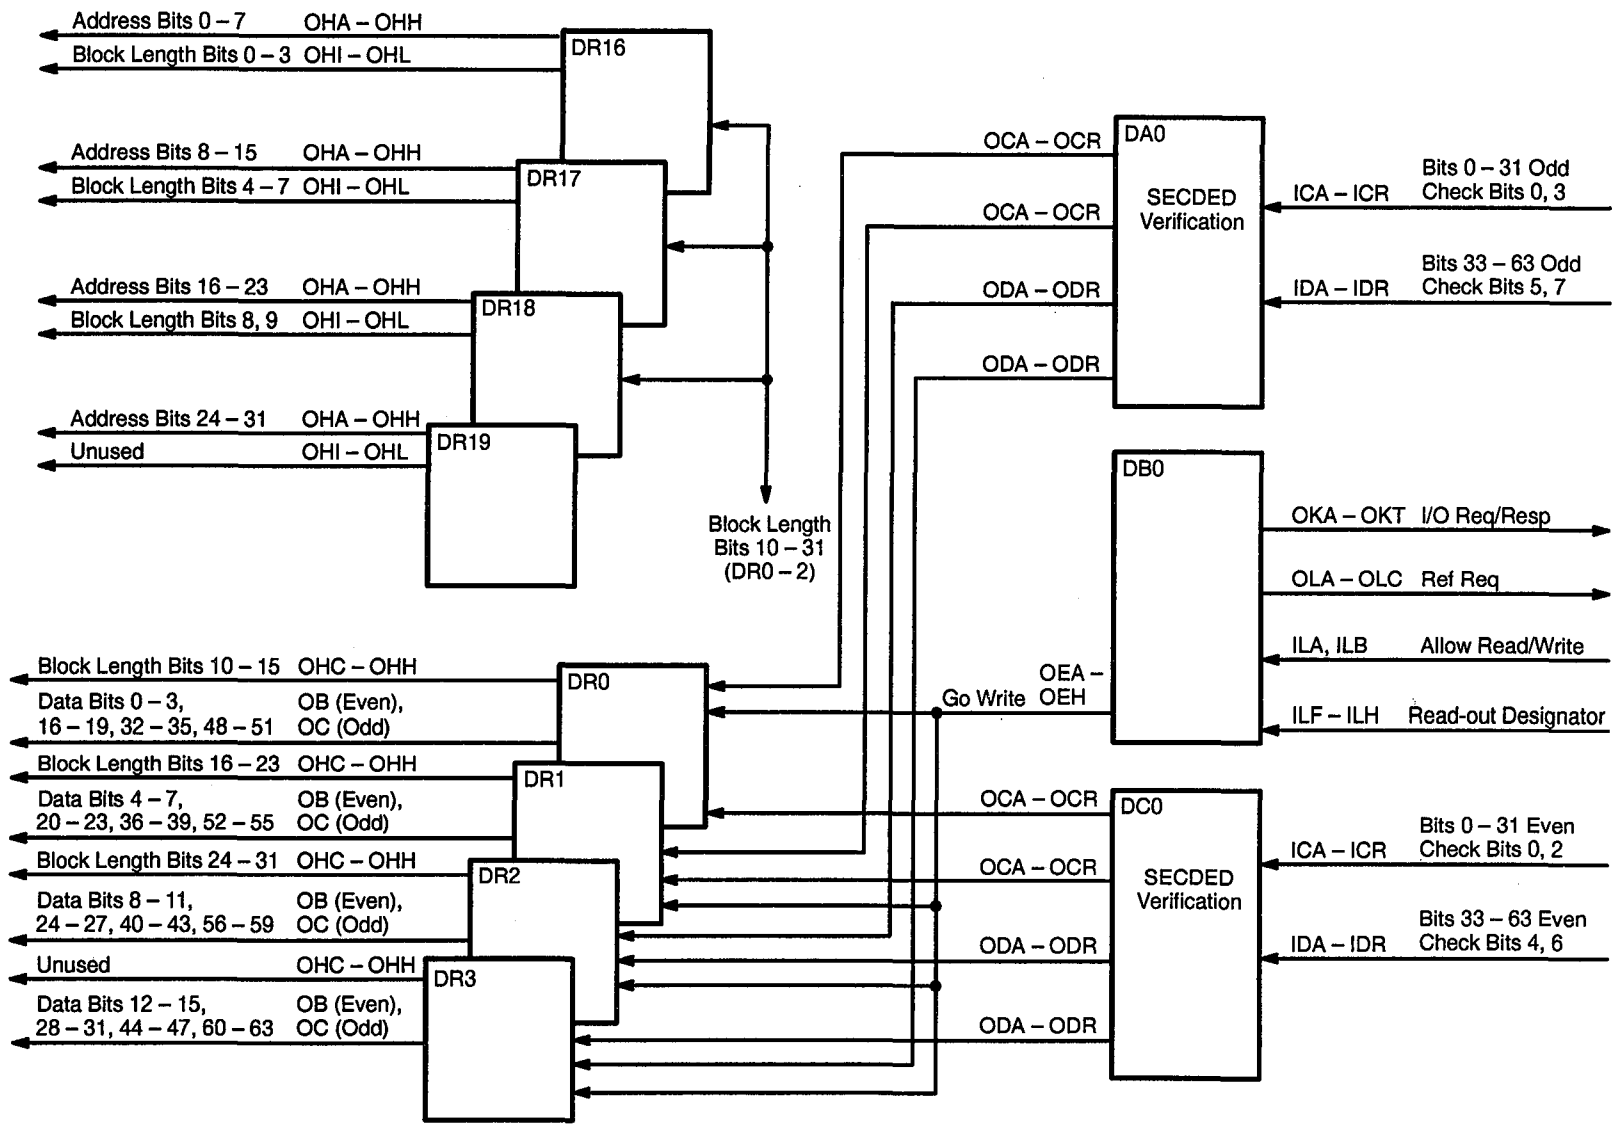 Address Bits 0 – 7 OHA – OHH
Block Length Bits 0 – 3 OHI – OHL
DR16
Address Bits 8 – 15 OHA – OHH
Block Length Bits 4 – 7 OHI – OHL
DR17
Address Bits 16 – 23 OHA – OHH
Block Length Bits 8, 9 OHI – OHL
DR18
Address Bits 24 – 31 OHA – OHH
Unused OHI – OHL
DR19
Block Length
Bits 10 – 31
(DR0 – 2)
OCA – OCR
OCA – OCR
ODA – ODR
ODA – ODR
DA0
SECDED
Verification
Bits 0 – 31 Odd
ICA – ICR Check Bits 0, 3
Bits 33 – 63 Odd
IDA – IDR Check Bits 5, 7
DB0
OKA – OKT I/O Req/Resp
OLA – OLC Ref Req
ILA, ILB Allow Read/Write
ILF – ILH Read-out Designator
OEA –
Go Write OEH
Block Length Bits 10 – 15 OHC – OHH
Data Bits 0 – 3, OB (Even),
16 – 19, 32 – 35, 48 – 51 OC (Odd)
DR0
Block Length Bits 16 – 23 OHC – OHH
Data Bits 4 – 7, OB (Even),
20 – 23, 36 – 39, 52 – 55 OC (Odd)
DR1
Block Length Bits 24 – 31 OHC – OHH
Data Bits 8 – 11, OB (Even),
24 – 27, 40 – 43, 56 – 59 OC (Odd)
DR2
Unused OHC – OHH
Data Bits 12 – 15, OB (Even),
28 – 31, 44 – 47, 60 – 63 OC (Odd)
DR3
OCA – OCR
OCA – OCR
ODA – ODR
ODA – ODR
DC0
SECDED
Verification
Bits 0 – 31 Even
ICA – ICR Check Bits 0, 2
Bits 33 – 63 Even
IDA – IDR Check Bits 4, 6